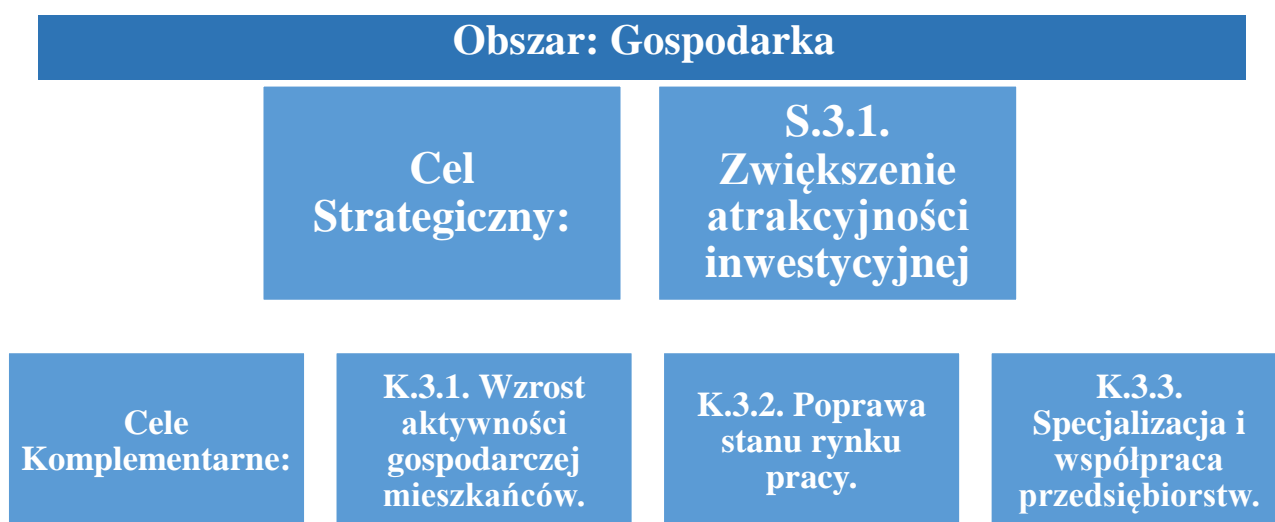 Obszar: Gospodarka
Cel
Strategiczny:
S.3.1.
Zwiększenie
atrakcyjności
inwestycyjnej
Cele
Komplementarne:
K.3.1. Wzrost
aktywności
gospodarczej
mieszkańców.
K.3.2. Poprawa
stanu rynku
pracy.
K.3.3.
Specjalizacja i
współpraca
przedsiębiorstw.